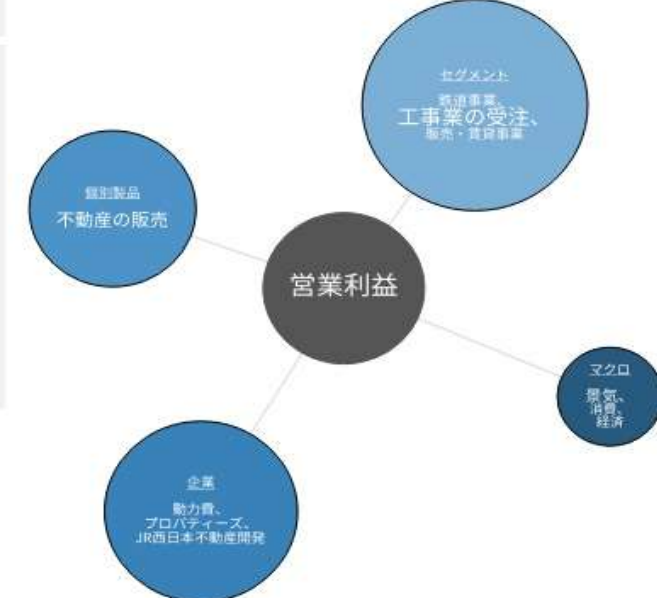 セグメント
鉄道事業、
工事業の受注、
販売・賃貸事業
個別製品
不動産の販売
営業利益
マクロ
景気、
消費、
経済
企業
動力費、
プロパティーズ、
JR西日本不動産開発